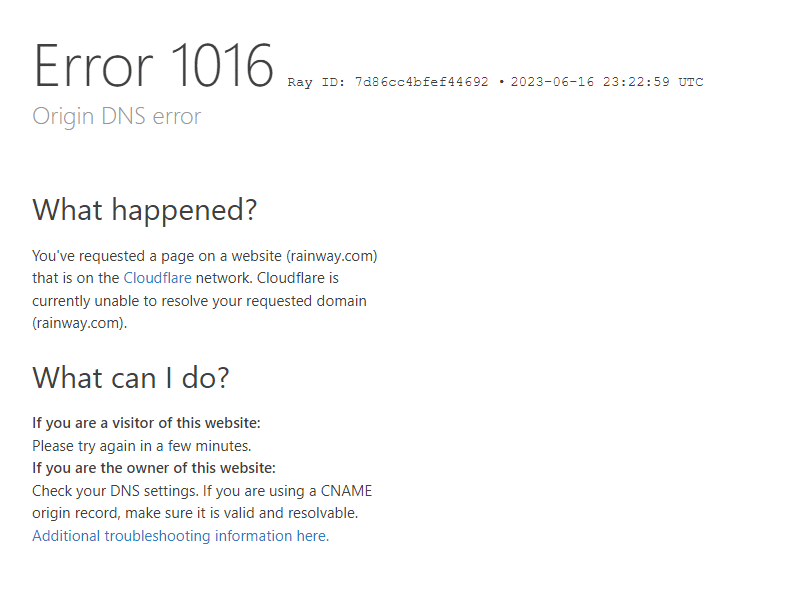 Error 1016 Ray ID: 7d86cc4bfef44692 • 2023-06-16 23:22:59 UTC
Origin DNS error
What happened?
You've requested a page on a website (rainway.com)
that is on the Cloudflare network. Cloudflare is
currently unable to resolve your requested domain
(rainway.com).
What can I do?
If you are a visitor of this website:
Please try again in a few minutes.
If you are the owner of this website:
Check your DNS settings. If you are using a CNAME
origin record, make sure it is valid and resolvable.
Additional troubleshooting information here.